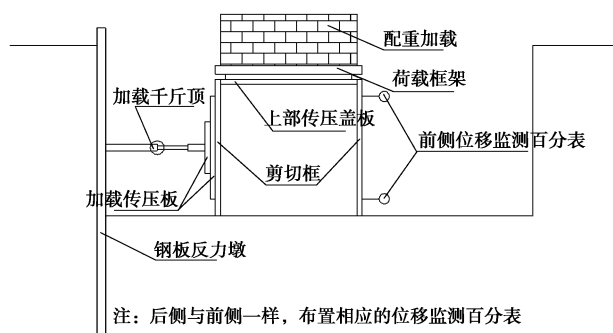 配重加载
荷载框架
加载千斤顶
上部传压盖板
前侧位移监测百分表
剪切框
加载传压板
钢板反力墩
注：后侧与前侧一样，布置相应的位移监测百分表